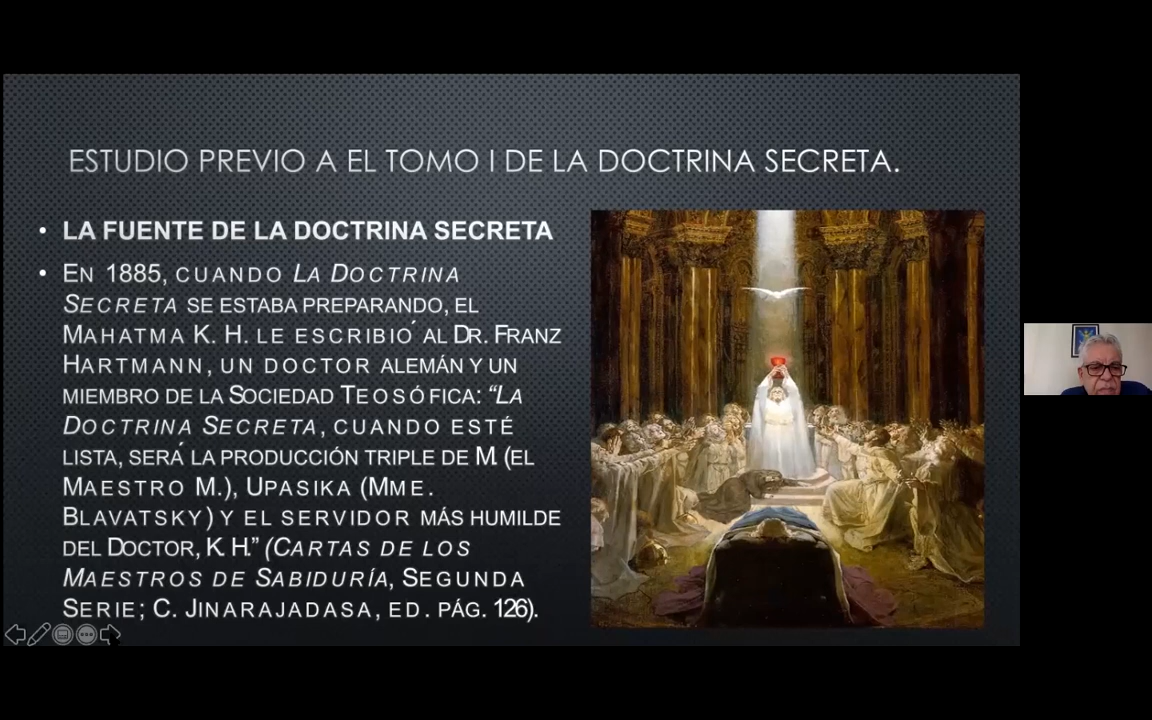 ESTUDIO PREVIO A EL TOMO I DE LA DOCTRINA SECRETA.
• LA FUENTE DE LA DOCTRINA SECRETA
• EN 1885, CUANDO LA DOCTRINA
SECRETA SE ESTABA PREPARANDO, EL
MAHATMA K. H. LE ESCRIBIÓ AL DR. FRANZ
HARTMANN, UN DOCTOR ALEMÁN Y UN
MIEMBRO DE LA SOCIEDAD TEOSÓFICA: “LA
DOCTRINA SECRETA, CUANDO ESTÉ
LISTA, SERÁ LA PRODUCCIÓN TRIPLE DE M. (EL
MAESTRO M.), UPASIKA (MME.
BLAVATSKY) Y EL SERVIDOR MÁS HUMILDE
DEL DOCTOR, K. H.” (CARTAS DE LOS
MAESTROS DE SABIDURÍA, SEGUNDA
SERIE; C. JINARAJADASA, ED. PÁG. 126).